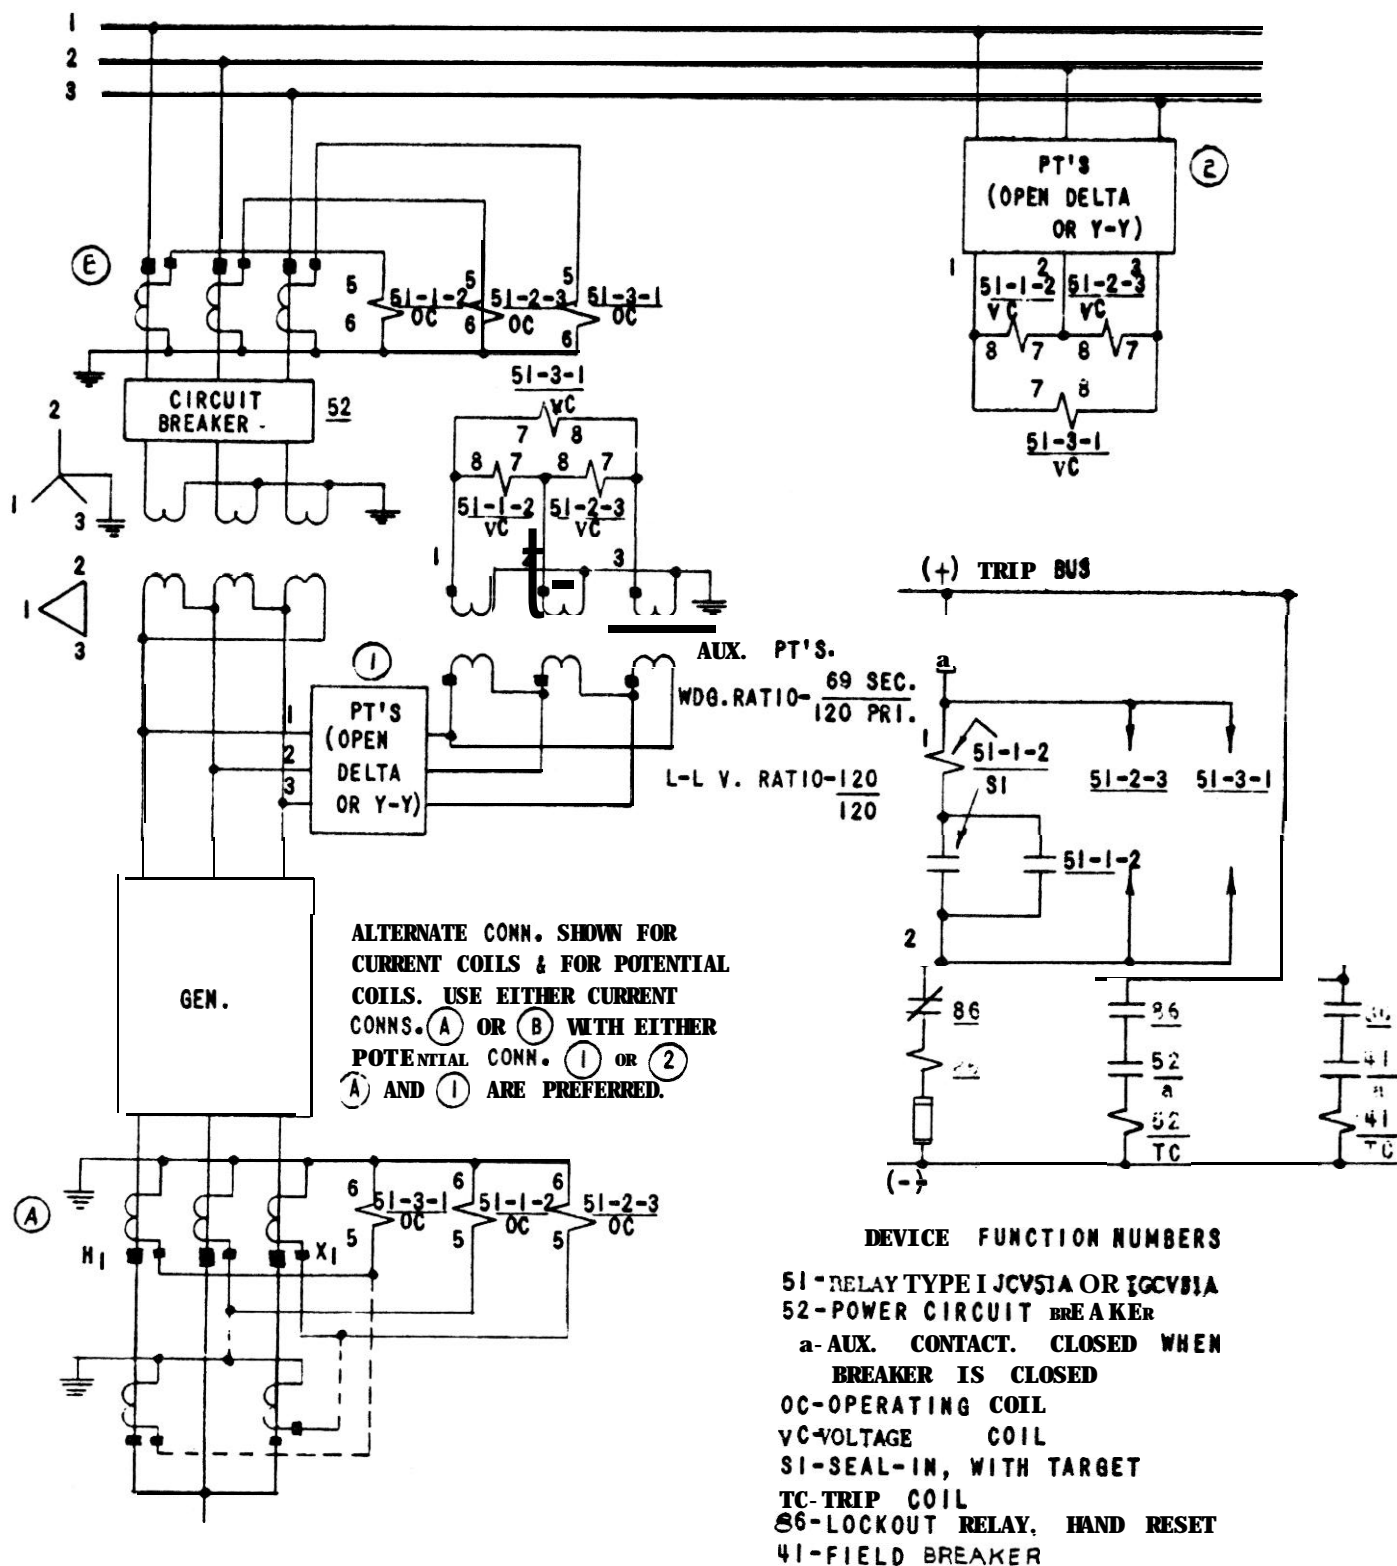 1
2
3
PT'S
(OPEN DELTA
OR Y-Y)
2
E
5
6
51-1-2
OC
5
6
51-2-3
OC
5
6
51-3-1
OC
1
2
3
51-1-2
VC
51-2-3
VC
8 7 8 7
7 8
51-3-1
VC
CIRCUIT
BREAKER -
52
2
1
3
51-3-1
VC
7 8
8 7 8 7
51-1-2
VC
51-2-3
VC
1
3
2
1
3
1
1
2
3
PT'S
(OPEN
DELTA
OR Y-Y)
AUX. PT'S.
WDG.RATIO- 69 SEC.
120 PRI.
L-L V. RATIO-120
120
(+) TRIP BUS
a
1
51-1-2
SI
51-2-3
51-3-1
51-1-2
2
86
86
52
a
52
TC
41
a
41
TC
(-)
GEN.
ALTERNATE CONN. SHOWN FOR
CURRENT COILS & FOR POTENTIAL
COILS. USE EITHER CURRENT
CONNS. A OR B WITH EITHER
POTENTIAL CONN. 1 OR 2
A AND 1 ARE PREFERRED.
A
H1
X1
6
5
51-3-1
OC
6
5
51-1-2
OC
6
5
51-2-3
OC
DEVICE FUNCTION NUMBERS
51-RELAY TYPE IJCV51A OR IGCV51A
52-POWER CIRCUIT BREAKER
a-AUX. CONTACT. CLOSED WHEN
BREAKER IS CLOSED
OC-OPERATING COIL
VC-VOLTAGE COIL
SI-SEAL-IN, WITH TARGET
TC-TRIP COIL
86-LOCKOUT RELAY. HAND RESET
41-FIELD BREAKER